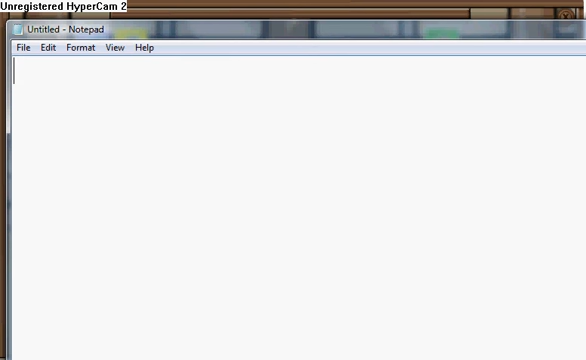 Unregistered HyperCam 2
Untitled - Notepad
File Edit Format View Help